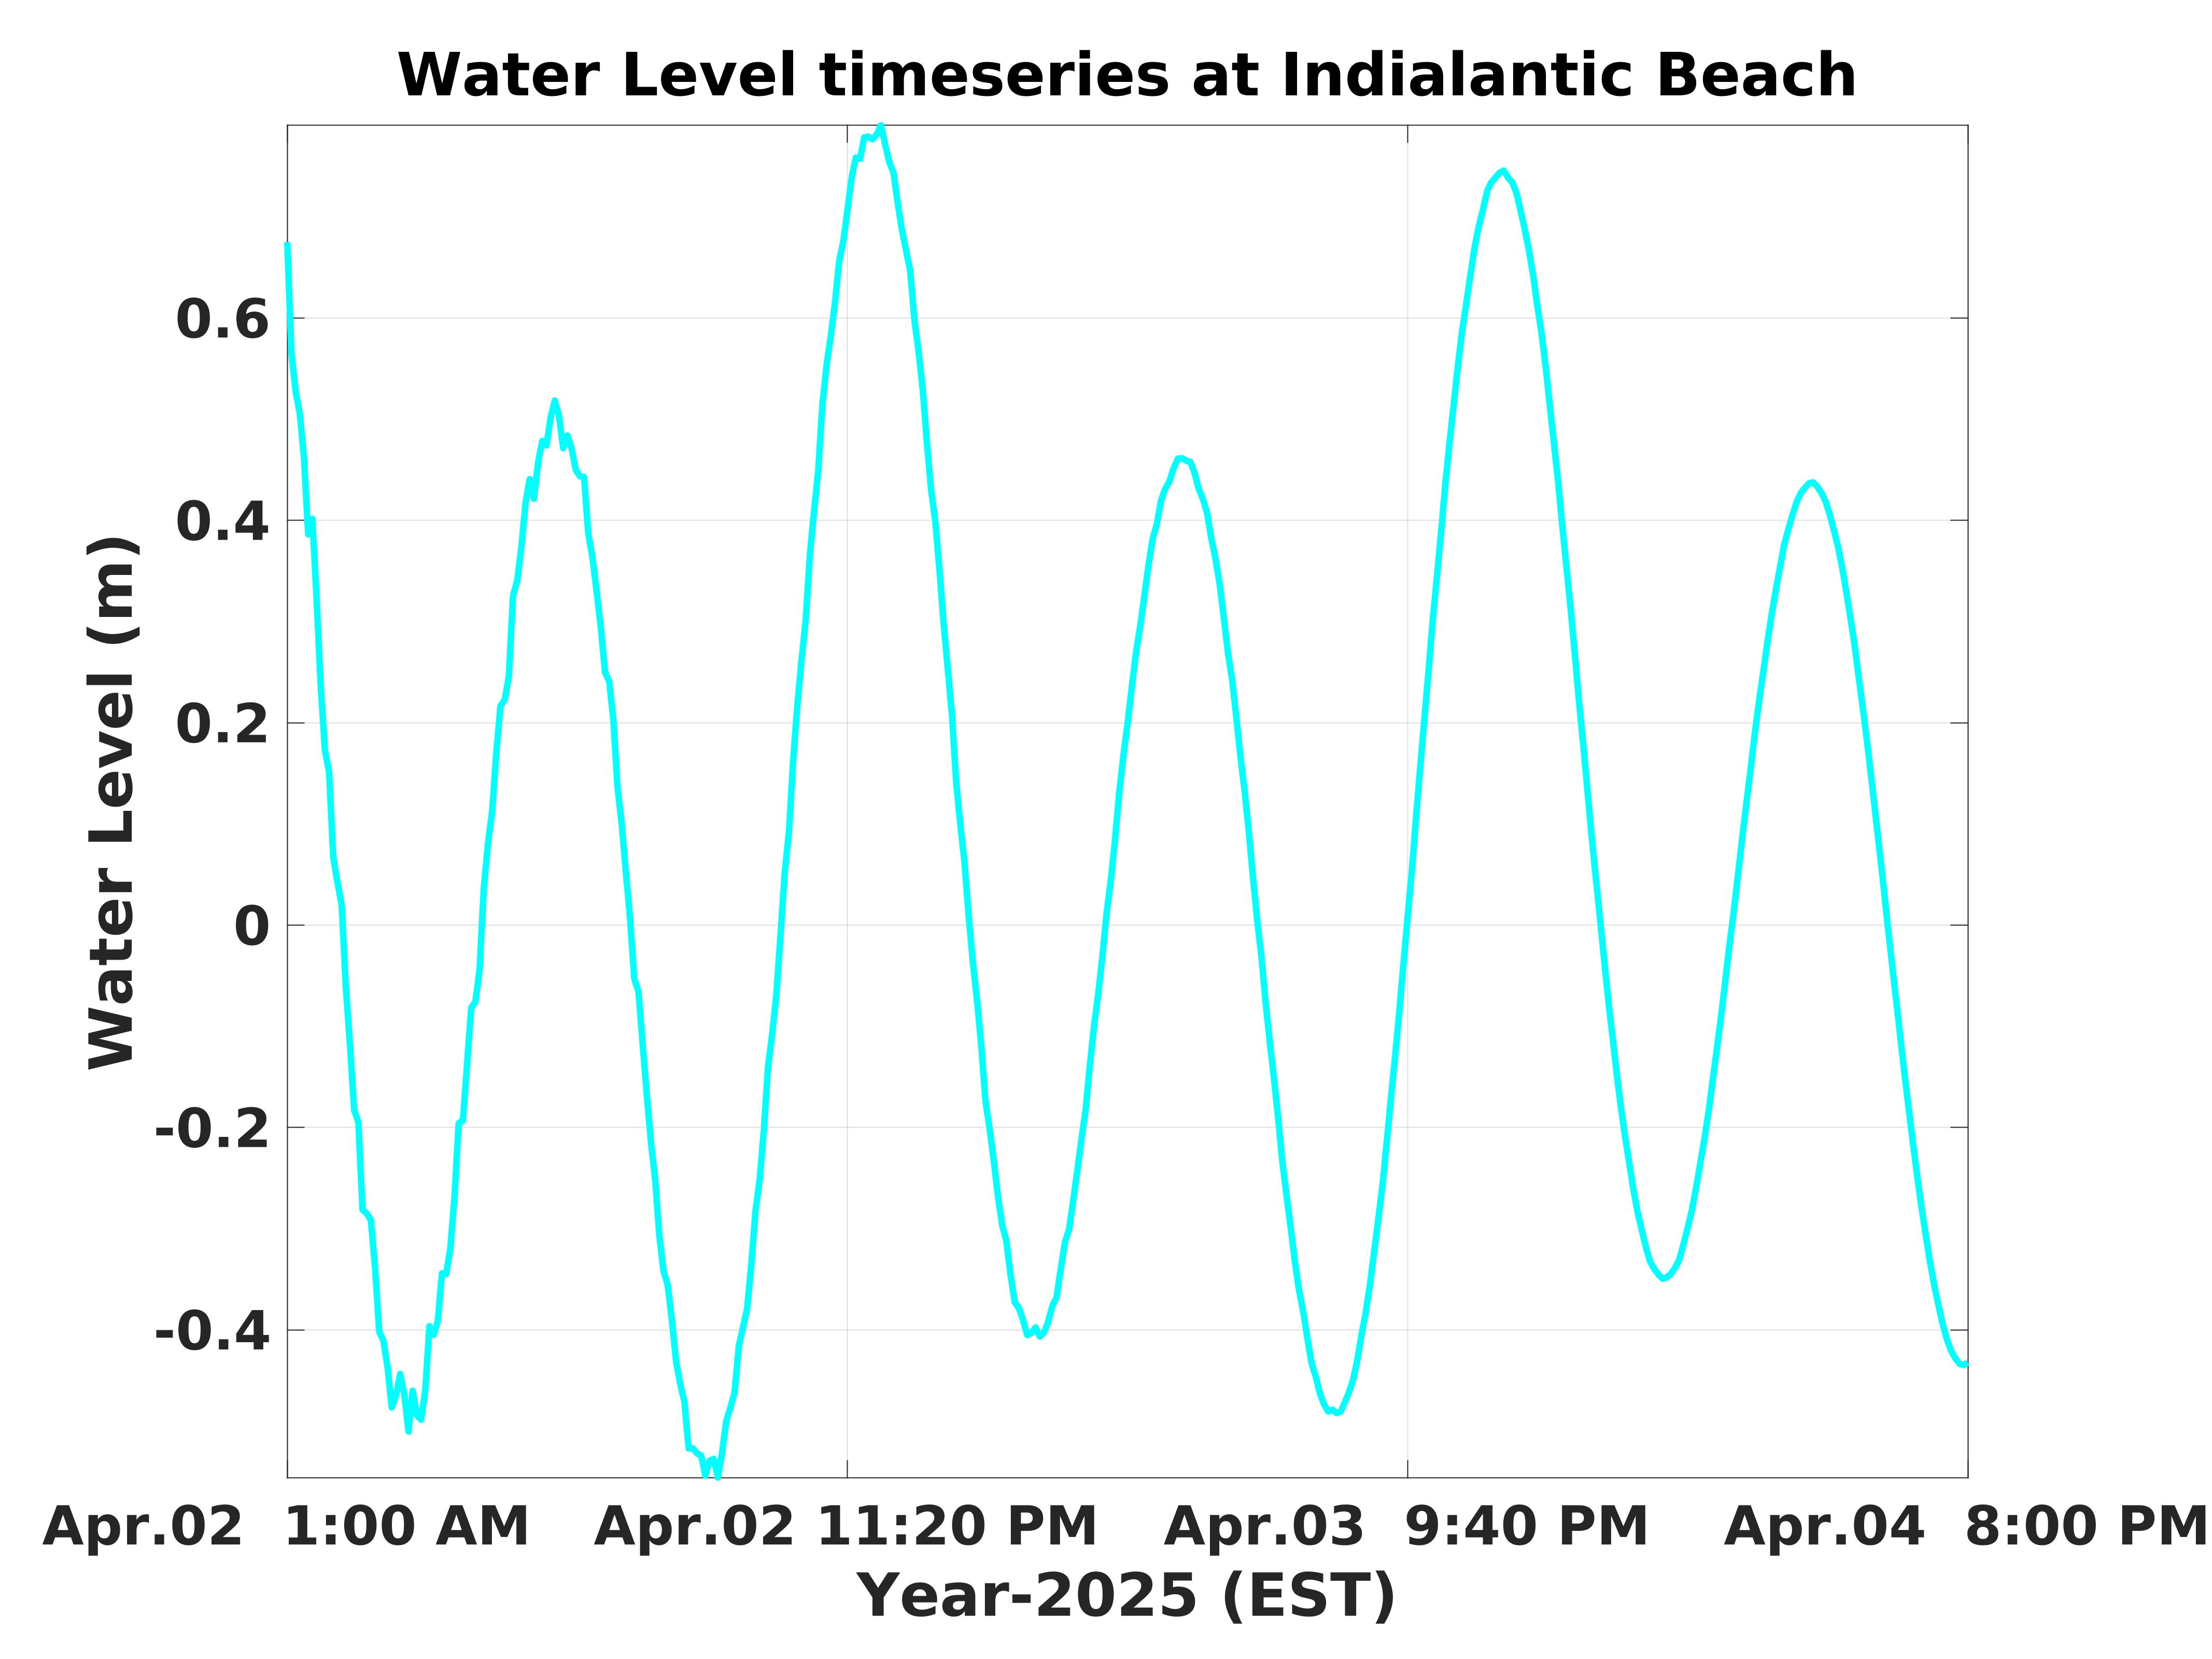 Water Level timeseries at Indialantic Beach
Water Level (m)
0.6
0.4
0.2
0
-0.2
-0.4
Apr.02 1:00 AM Apr.02 11:20 PM Apr.03 9:40 PM Apr.04 8:00 PM
Year-2025 (EST)